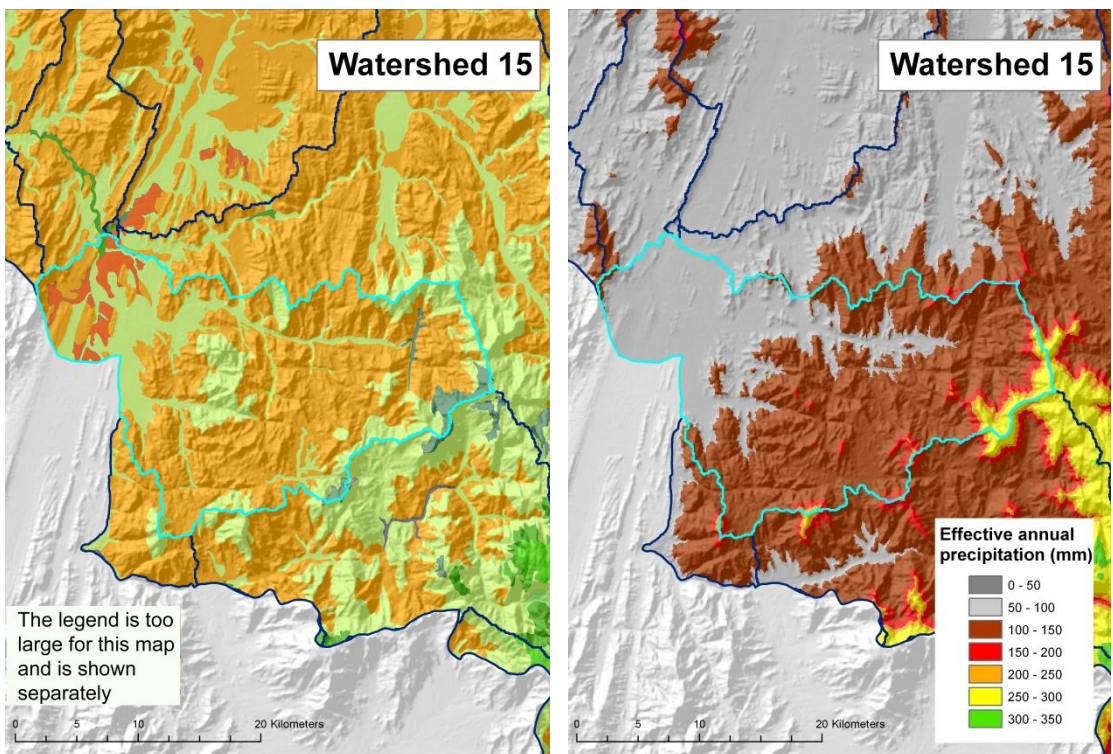 Watershed 15
The legend is too
large for this map
and is shown
separately
0 5 10 20 Kilometers
Watershed 15
Effective annual
precipitation (mm)
0 - 50
50 - 100
100 - 150
150 - 200
200 - 250
250 - 300
300 - 350
0 5 10 20 Kilometers